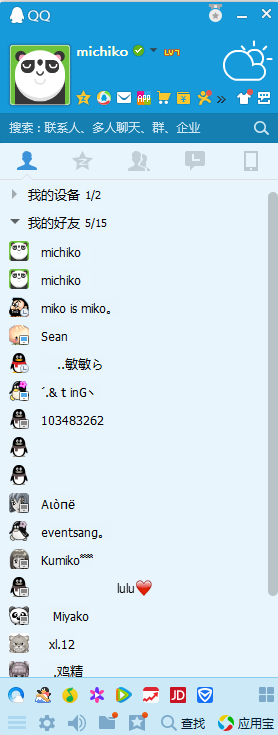 QQ
michiko LV7
APP
搜索：联系人、多人聊天、群、企业
我的设备 1/2
我的好友 5/15
michiko
michiko
miko is miko。
Sean
..敏敏ら
´.& t inG丶
103483262
Aιòпë
eventsang。
Kumiko
lulu❤️
Miyako
xl.12
.鸡精
JD
查找
应用宝